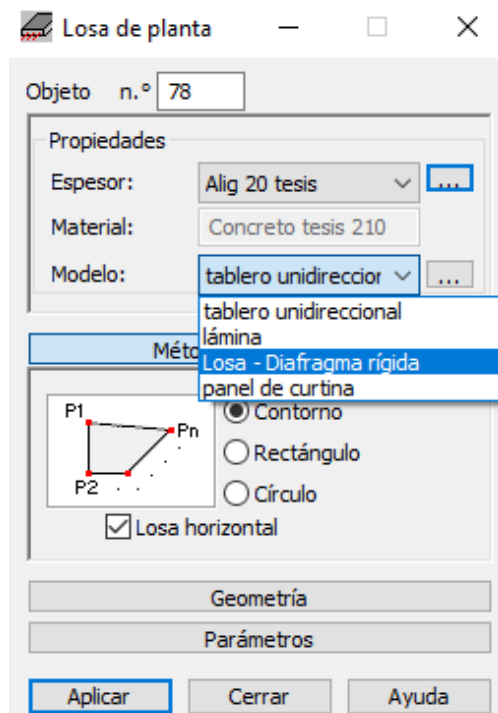 Losa de planta
Objeto n.° 78
Propiedades
Espesor: Alig 20 tesis ...
Material: Concreto tesis 210
Modelo: tablero unidireccior ...
tablero unidireccional
lámina
Losa - Diafragma rígida
panel de curtina
Méto
P1
Pn
P2
Contorno
Rectángulo
Círculo
Losa horizontal
Geometría
Parámetros
Aplicar Cerrar Ayuda